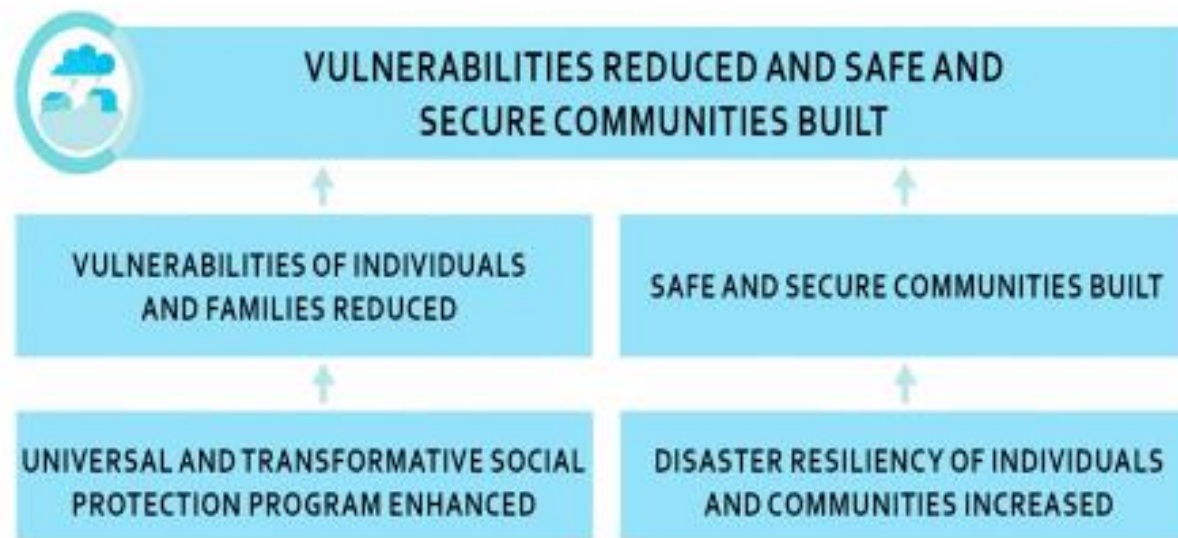 VULNERABILITIES REDUCED AND SAFE AND
SECURE COMMUNITIES BUILT
VULNERABILITIES OF INDIVIDUALS
AND FAMILIES REDUCED
SAFE AND SECURE COMMUNITIES BUILT
UNIVERSAL AND TRANSFORMATIVE SOCIAL
PROTECTION PROGRAM ENHANCED
DISASTER RESILIENCY OF INDIVIDUALS
AND COMMUNITIES INCREASED